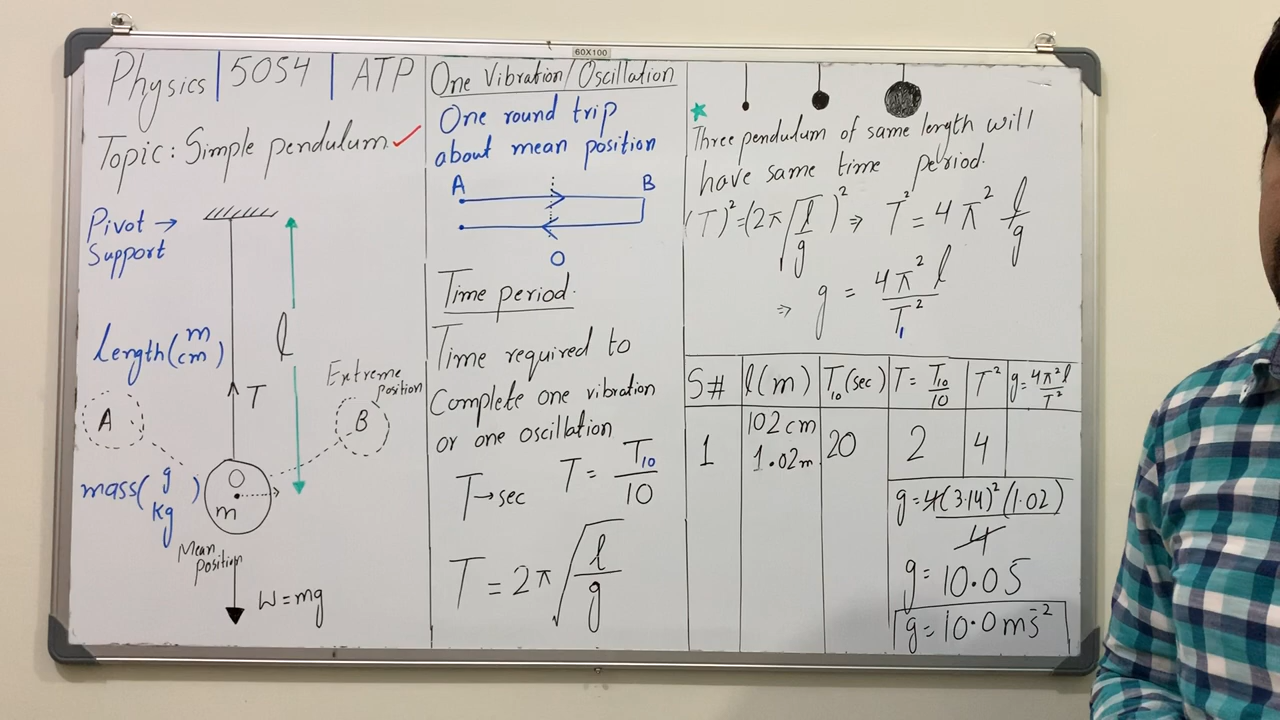 60X100
Physics | 5054 | ATP
Topic: Simple pendulum ✓
Pivot →
Support
length (m
cm)
l
T
A
Extreme
position
B
mass (g
kg)
O
m
Mean
position
W = mg
One Vibration/Oscillation
One round trip
about mean position
A B
O
Time period.
Time required to
Complete one vibration
or one oscillation
T → sec T = T₁₀/10
T = 2π√(l/g)
★
Three pendulum of same length will
have same time period.
(T)² = (2π√(l/g))² ⇒ T² = 4π² l/g
⇒ g = 4π² l/T²
S# l(m) T₁₀(sec) T = T₁₀/10 T² g = 4π²l/T²
1 102 cm 20 2 4
1.02m
g = 4(3.14)²(1.02)/4
g = 10.05
g = 10.0 ms⁻²